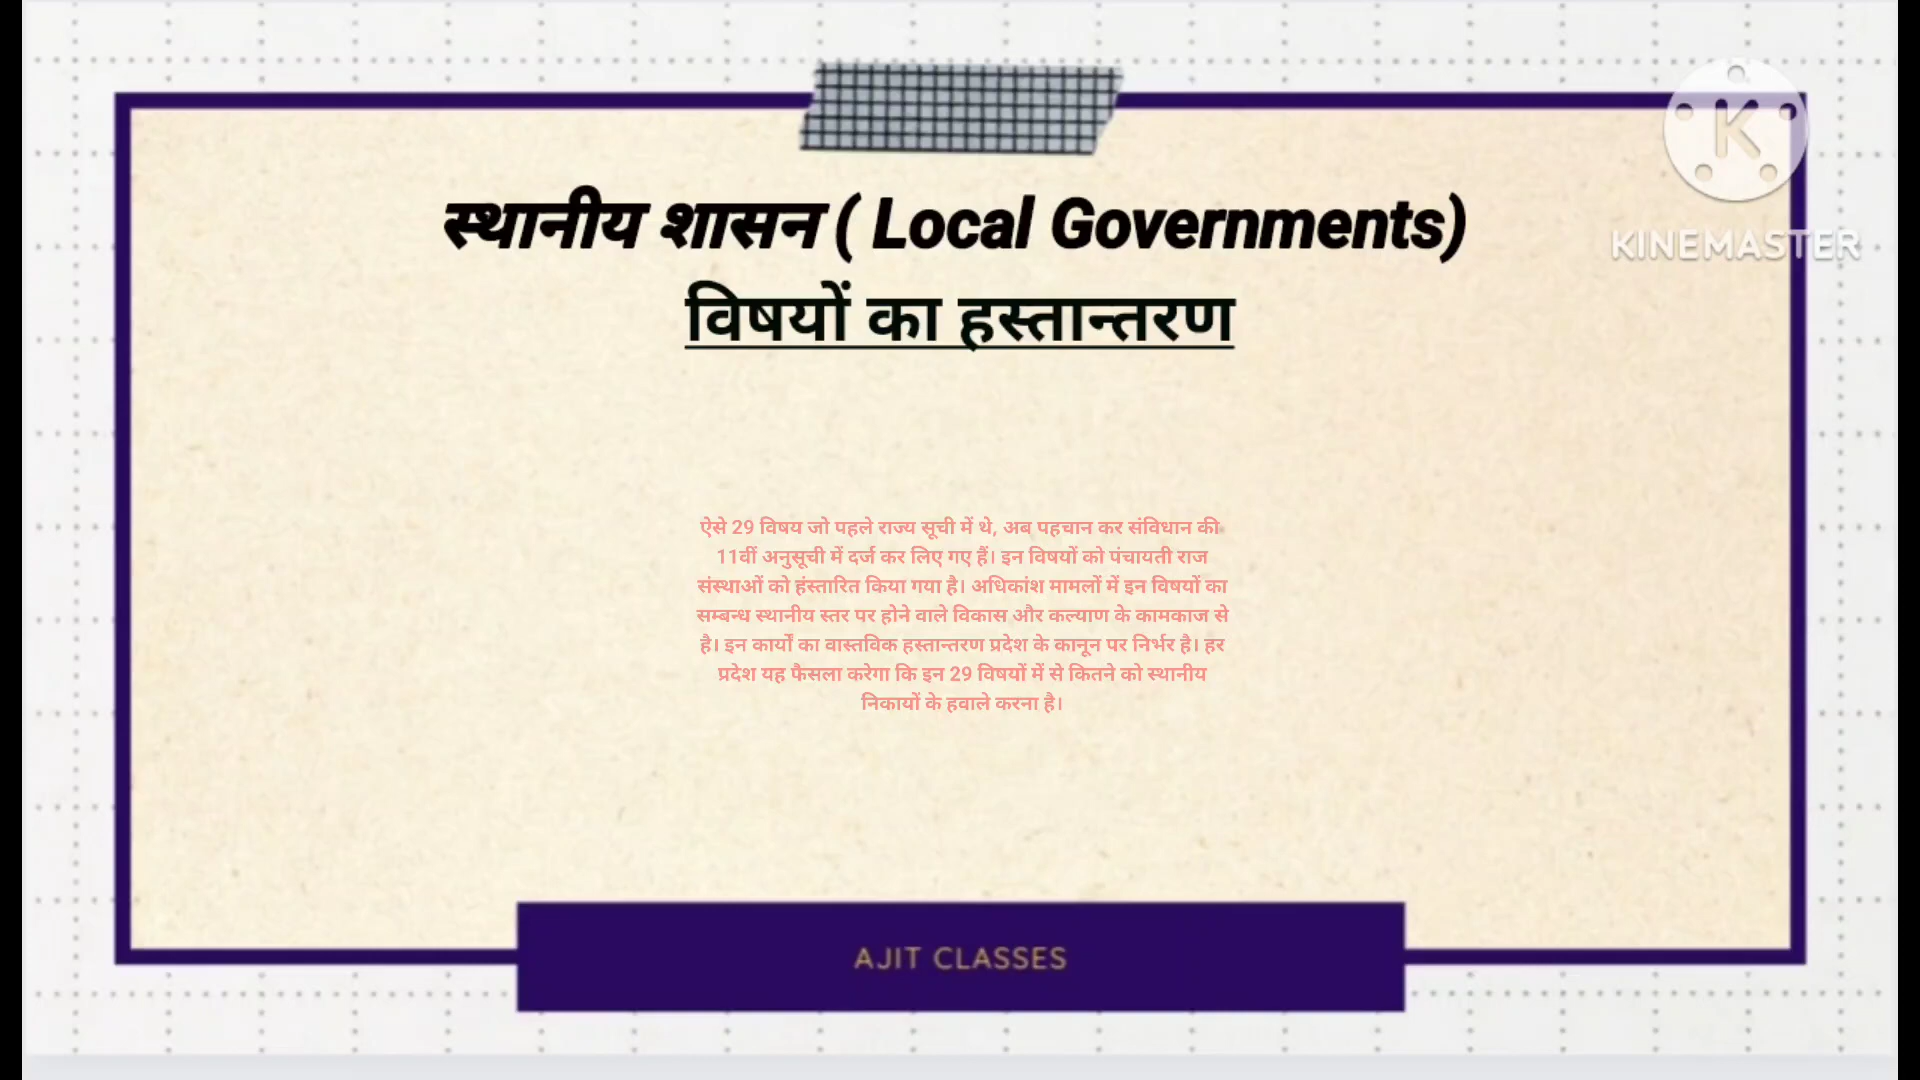 स्थानीय शासन ( Local Governments)
विषयों का हस्तान्तरण
K
KINEMASTER
ऐसे 29 विषय जो पहले राज्य सूची में थे, अब पहचान कर संविधान की
11वीं अनुसूची में दर्ज कर लिए गए हैं। इन विषयों को पंचायती राज
संस्थाओं को हंस्तारित किया गया है। अधिकांश मामलों में इन विषयों का
सम्बन्ध स्थानीय स्तर पर होने वाले विकास और कल्याण के कामकाज से
है। इन कार्यों का वास्तविक हस्तान्तरण प्रदेश के कानून पर निर्भर है। हर
प्रदेश यह फैसला करेगा कि इन 29 विषयों में से कितने को स्थानीय
निकायों के हवाले करना है।
AJIT CLASSES